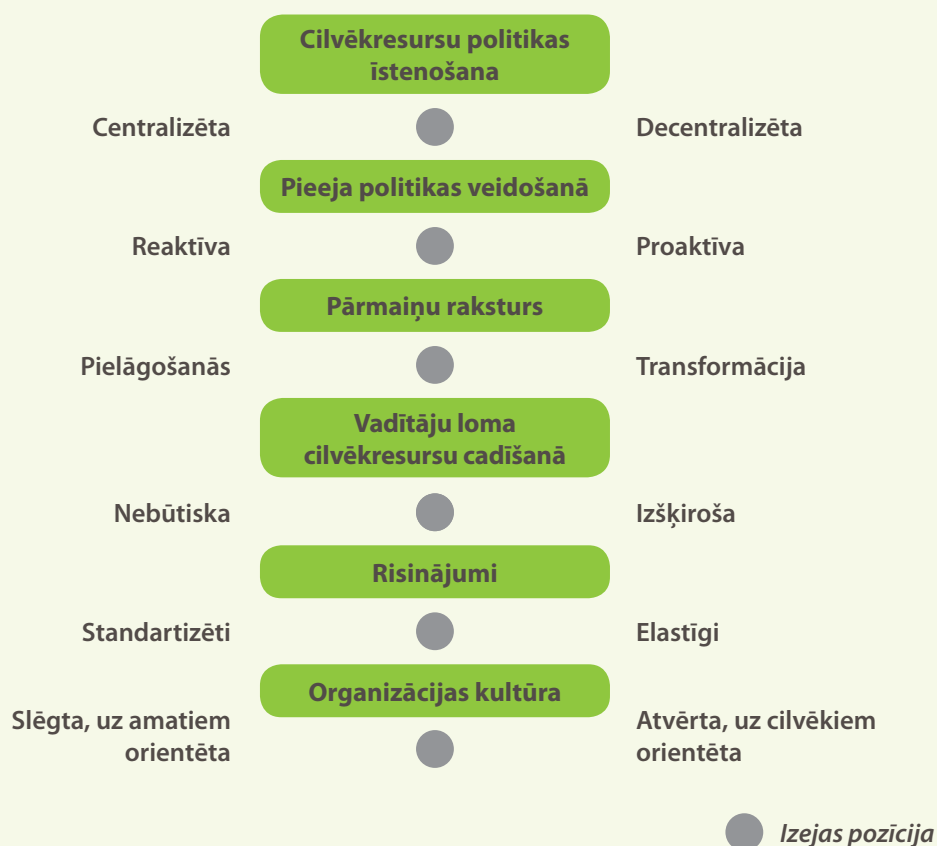 Cilvēkresursu politikas
īstenošana
Centralizēta
Decentralizēta
Pieeja politikas veidošanā
Reaktīva
Proaktīva
Pārmaiņu raksturs
Pielāgošanās
Transformācija
Vadītāju loma
cilvēkresursu cadīšanā
Nebūtiska
Izšķiroša
Risinājumi
Standartizēti
Elastīgi
Organizācijas kultūra
Slēgta, uz amatiem
orientēta
Atvērta, uz cilvēkiem
orientēta
Izejas pozīcija